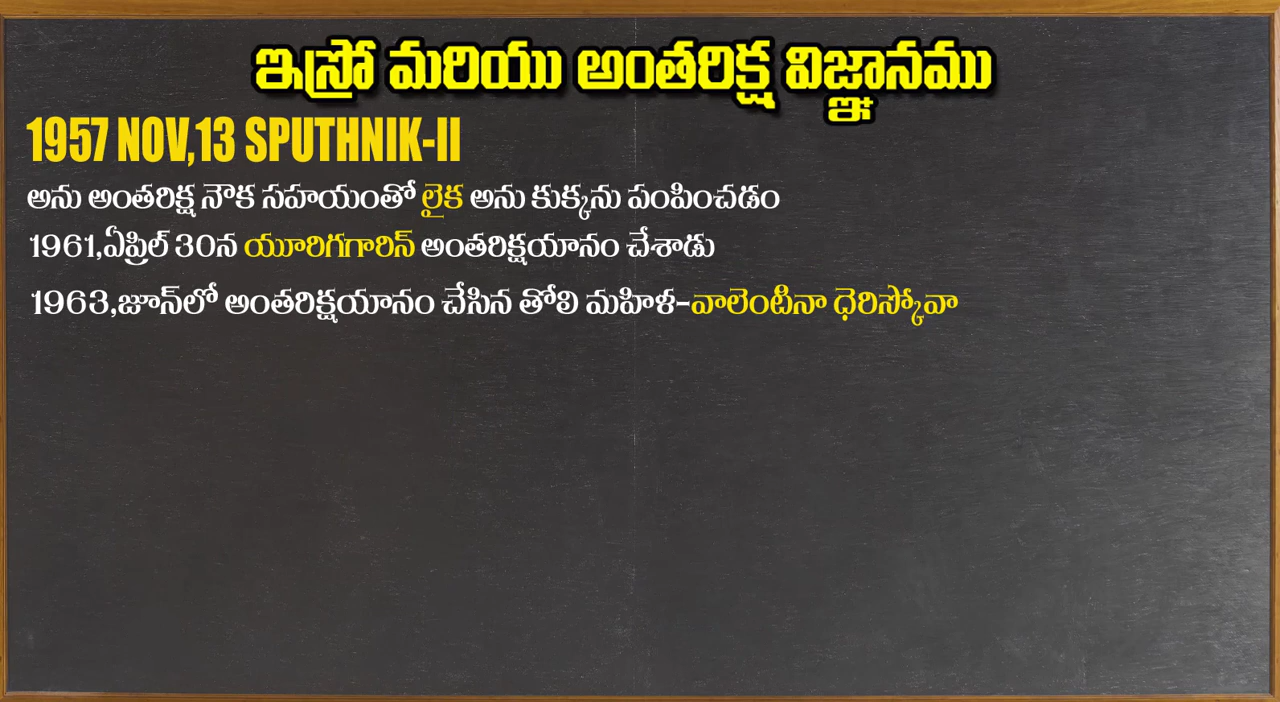 ఇస్రో మరియు అంతరిక్ష విజ్ఞానము
1957 NOV,13 SPUTHNIK-II
అను అంతరిక్ష నౌక సహయంతో లైక అను కుక్కను పంపించడం
1961,ఏప్రిల్ 30న యూరిగగారిన్ అంతరిక్షయానం చేశాడు
1963,జూన్‌లో అంతరిక్షయానం చేసిన తోలి మహిళ-వాలెంటినా ధెరిస్కోవా